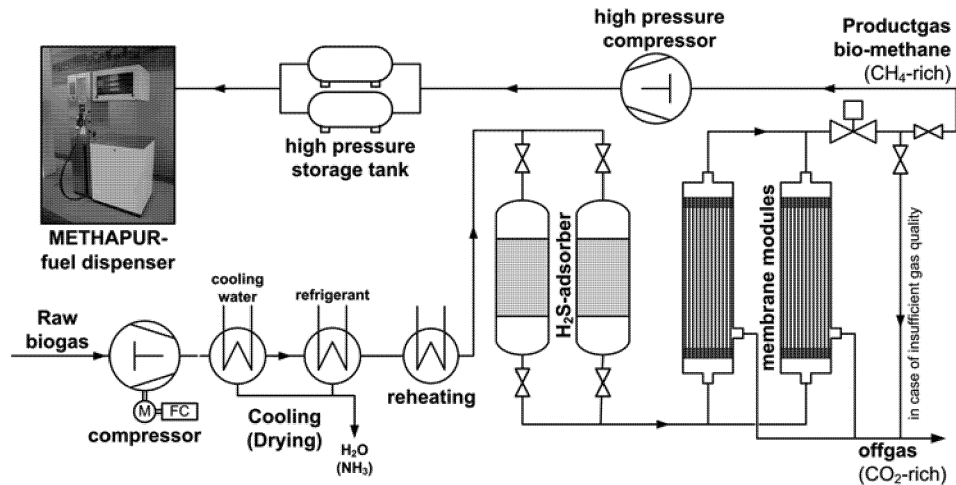 high pressure
compressor
Productgas
bio-methane
(CH₄-rich)
high pressure
storage tank
METHAPUR-
fuel dispenser
cooling
water
refrigerant
Raw
biogas
M
FC
compressor
Cooling
(Drying)
H₂O
(NH₃)
reheating
H₂S-adsorber
membrane modules
in case of insufficient gas quality
offgas
(CO₂-rich)